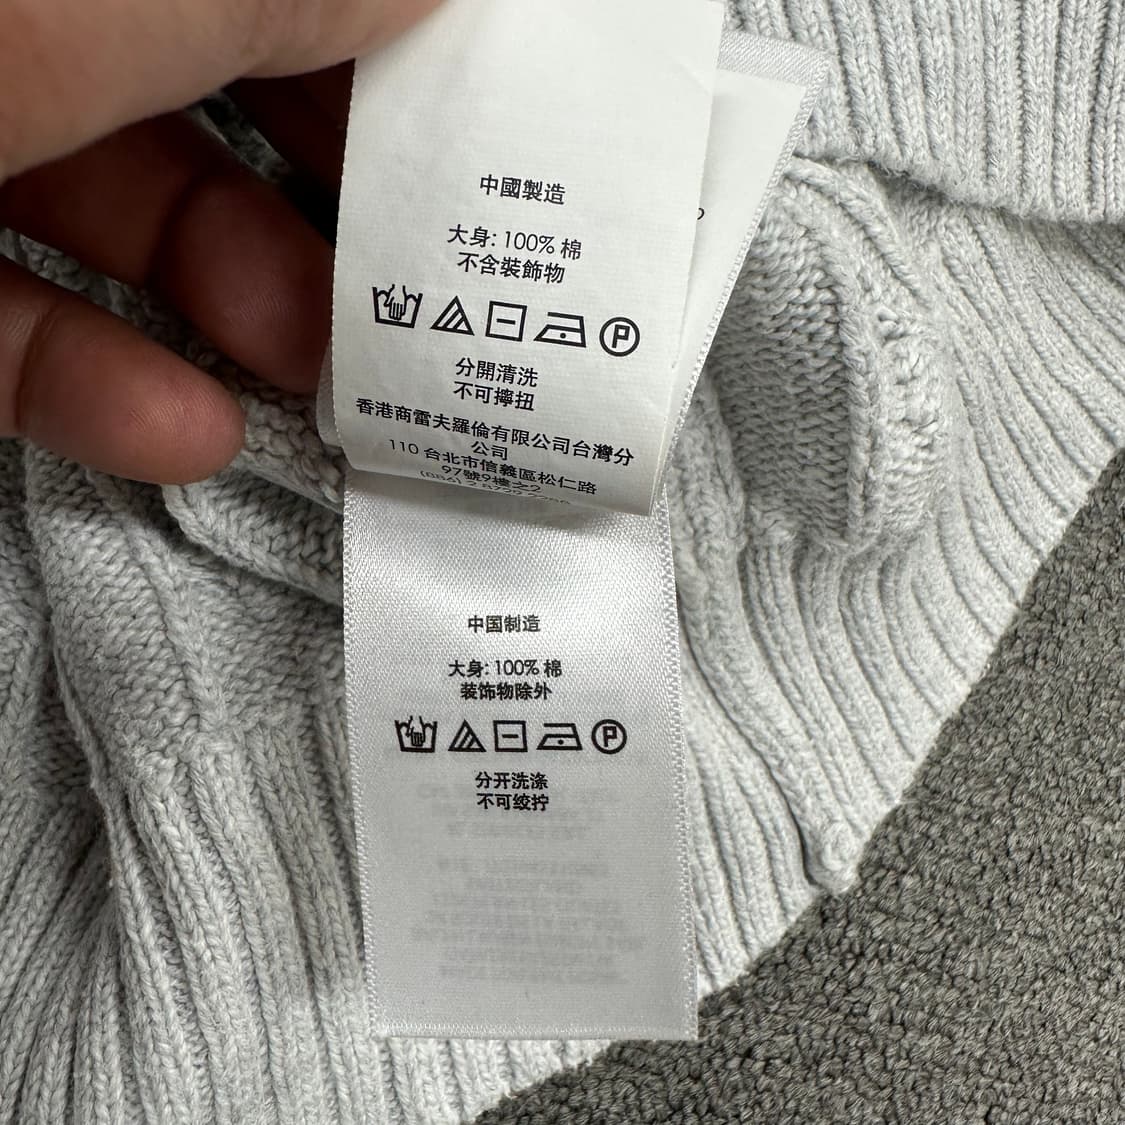 中國製造
大身: 100% 棉
不含裝飾物
P
分開清洗
不可擰扭
香港商雷夫羅倫有限公司台灣分
公司
110 台北市信義區松仁路
97號9樓之2
(886) 2
中国制造
大身: 100% 棉
装饰物除外
P
分开洗涤
不可绞拧